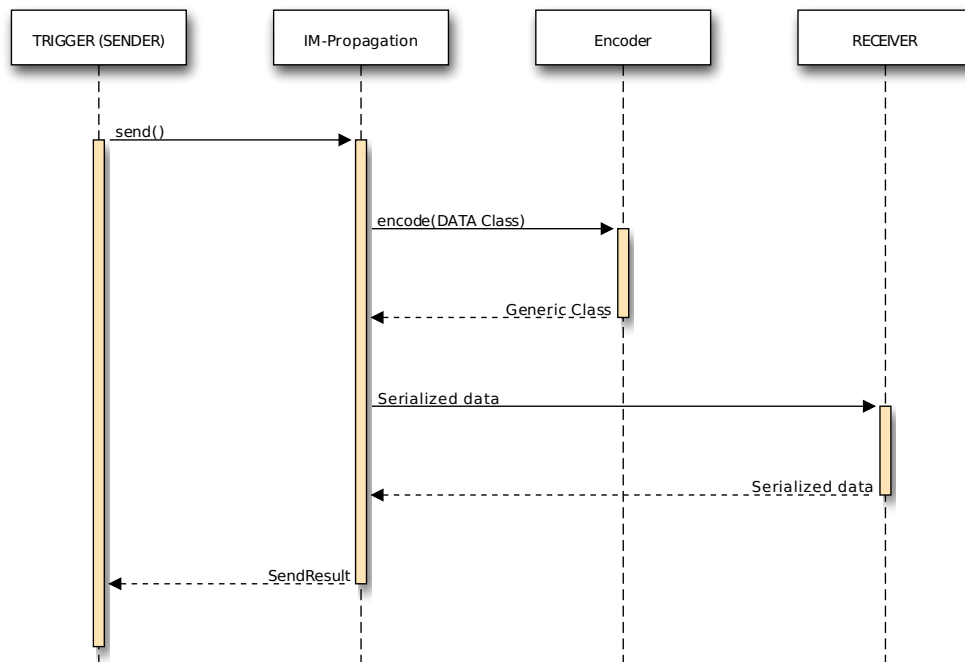 TRIGGER (SENDER)
IM-Propagation
Encoder
RECEIVER
send()
encode(DATA Class)
Generic Class
Serialized data
Serialized data
SendResult